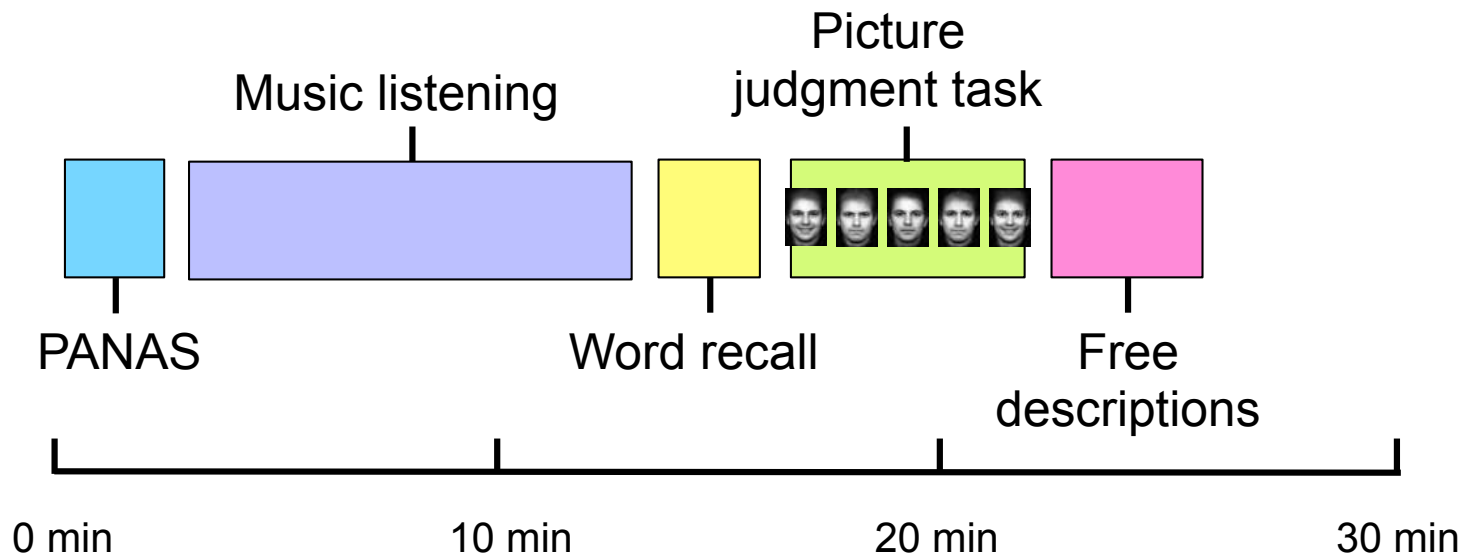 Picture
judgment task
Music listening
PANAS
Word recall
Free
descriptions
0 min
10 min
20 min
30 min